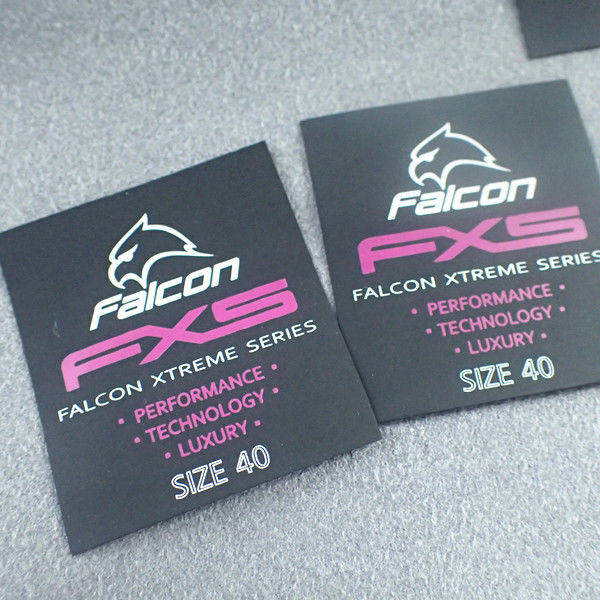 Falcon
FXS
FALCON XTREME SERIES
• PERFORMANCE •
• TECHNOLOGY •
• LUXURY •
SIZE 40
Falcon
FXS
FALCON XTREME SERIES
• PERFORMANCE •
• TECHNOLOGY •
• LUXURY •
SIZE 40